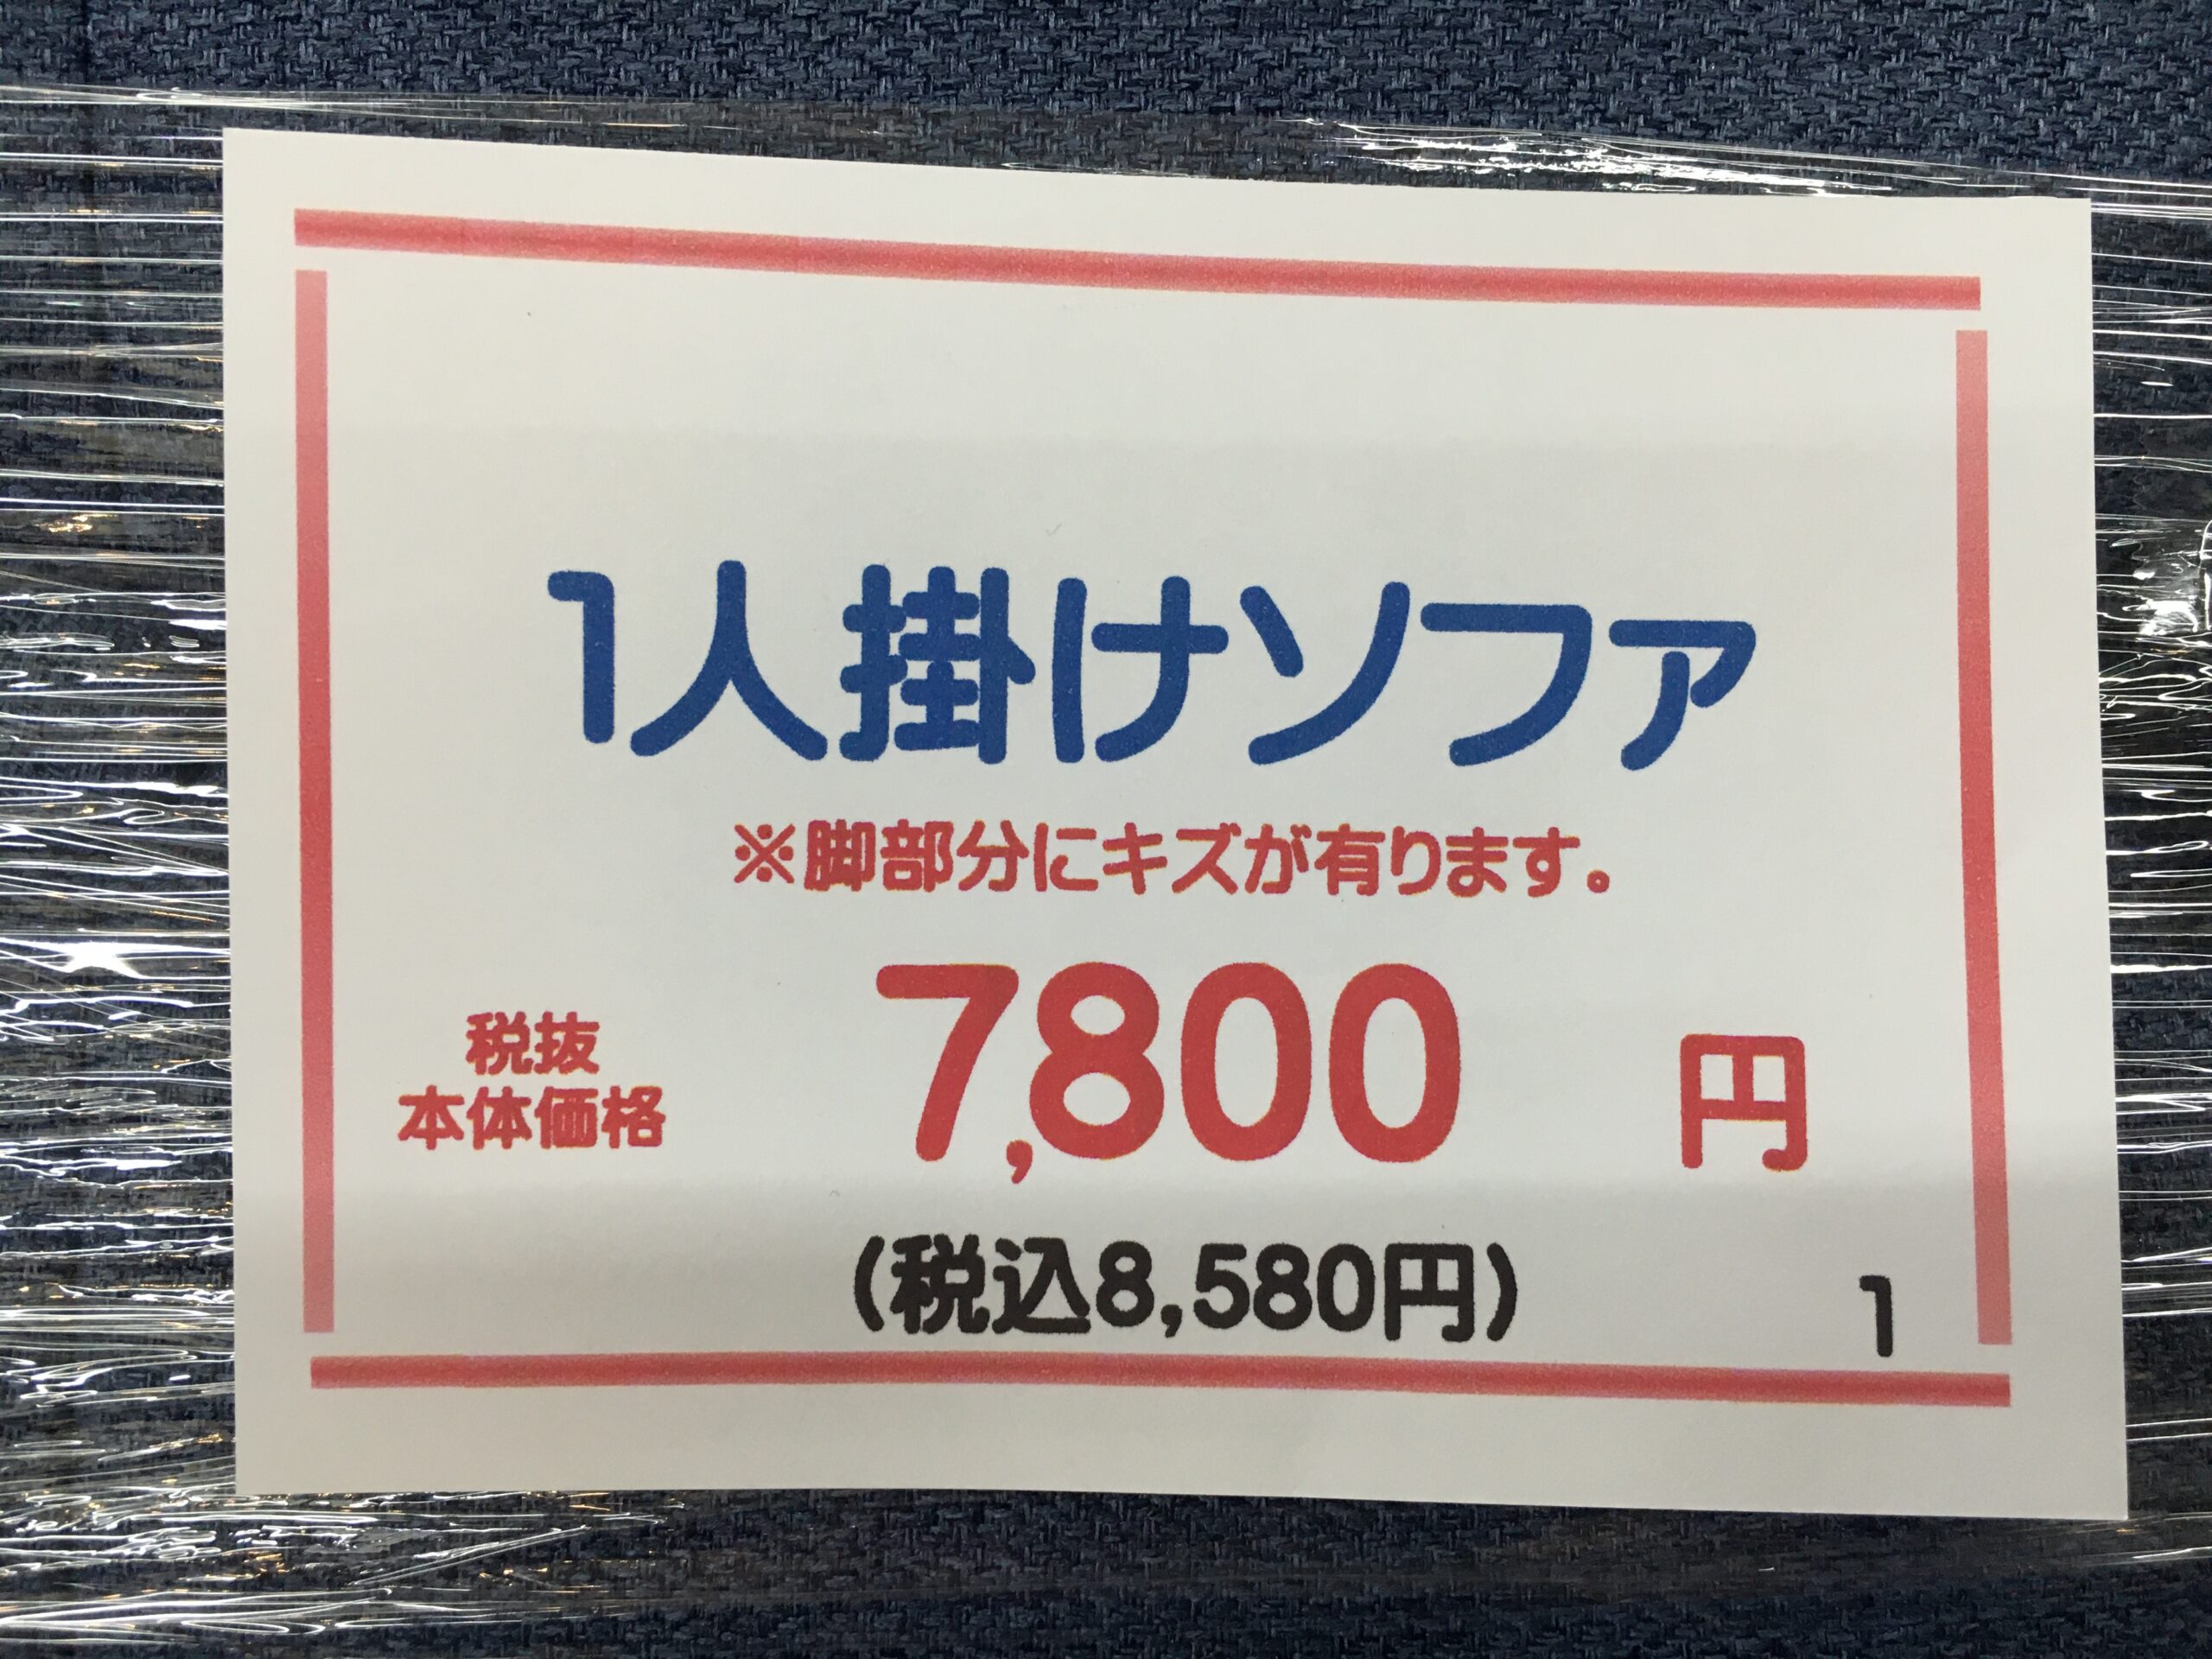 1人掛けソファ
※脚部分にキズが有ります。
税抜
本体価格
7,800 円
(税込8,580円)
1